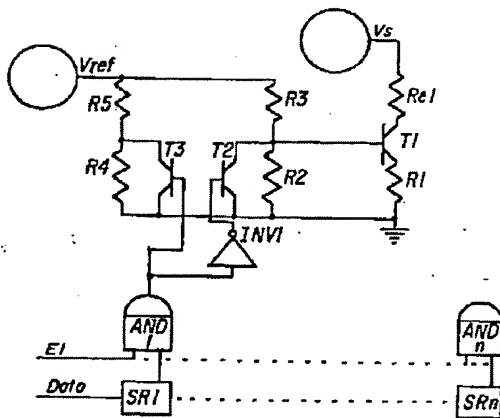 Vs
Vref
R5
R3
Re1
T3
T2
T1
R4
R2
R1
INV1
AND
1
AND
n
E1
Data
SR1
SRn